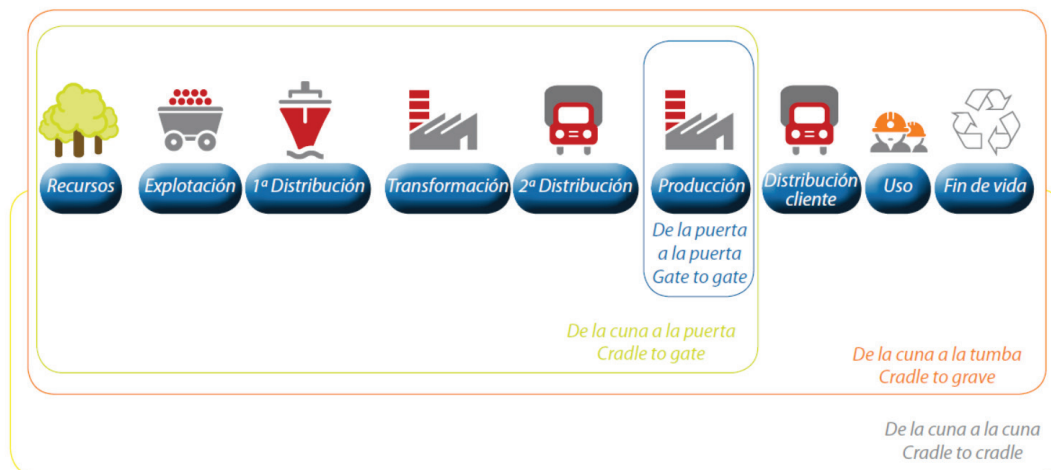 Recursos
Explotación
1ª Distribución
Transformación
2ª Distribución
Producción
Distribución
cliente
Uso
Fin de vida
De la puerta
a la puerta
Gate to gate
De la cuna a la puerta
Cradle to gate
De la cuna a la tumba
Cradle to grave
De la cuna a la cuna
Cradle to cradle